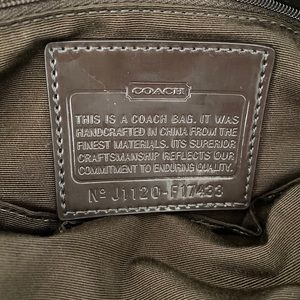 COACH
THIS IS A COACH BAG. IT WAS
HANDCRAFTED IN CHINA FROM THE
FINEST MATERIALS. ITS SUPERIOR
CRAFTSMANSHIP REFLECTS OUR
COMMITMENT TO ENDURING QUALITY.
Nº J1120-F17433